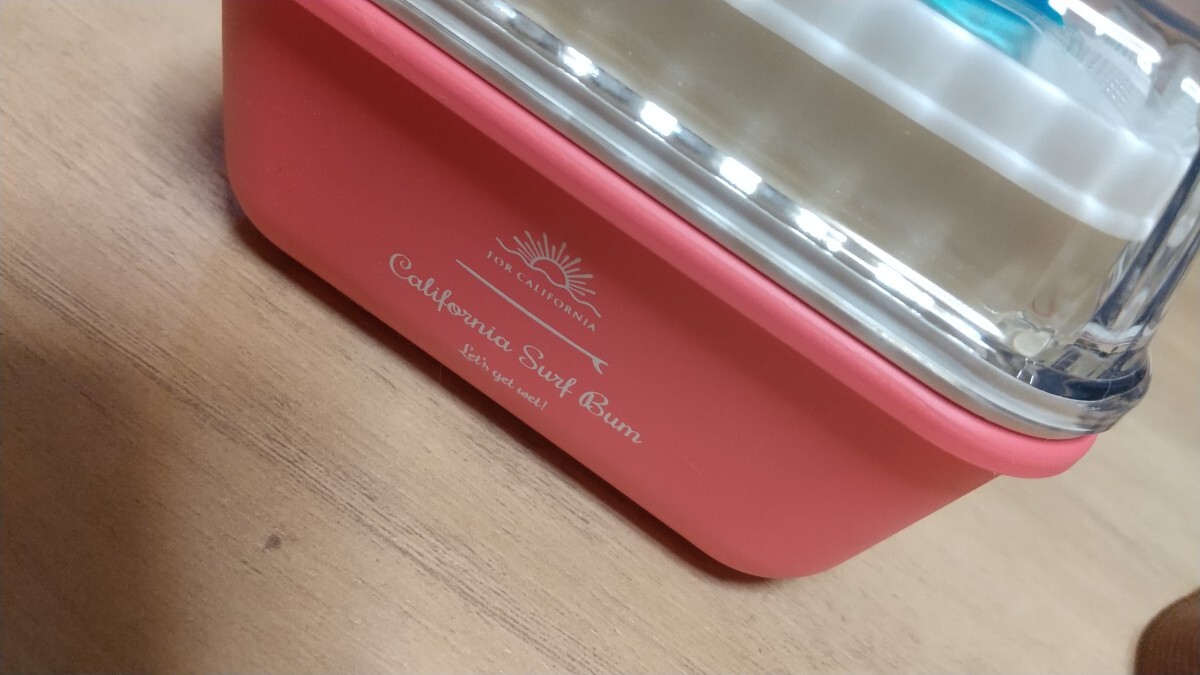 FOR CALIFORNIA
California Surf Bum
Let's get wet!